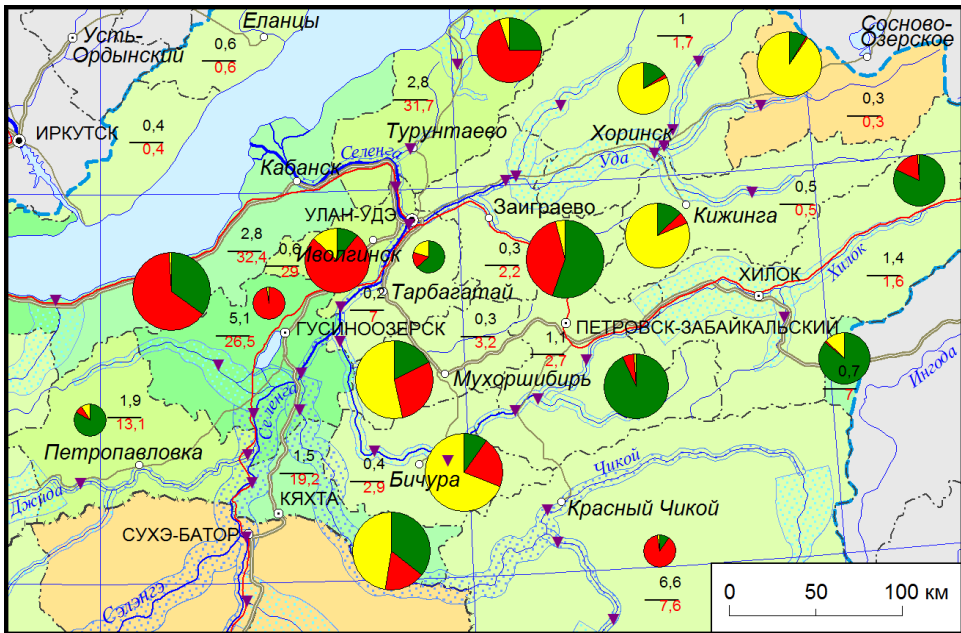 Еланцы
Усть-
Ордынский
0,6
0,6
1
1,7
Сосново-
Озерское
ИРКУТСК
0,4
0,4
2,8
31,7
Турунтаево
Хоринск
0,3
0,3
Кабанск
Селенга
Уда
УЛАН-УДЭ
Заиграево
Кижинга
0,5
0,5
2,8
32,4
0,6
29
Иволгинск
0,3
2,2
Хилок
ХИЛОК
1,4
1,6
5,1
26,5
0,2
7
Тарбагатай
ГУСИНООЗЕРСК
0,3
3,2
1,1
2,7
ПЕТРОВСК-ЗАБАЙКАЛЬСКИЙ
Мухоршибирь
0,7
7
Ингода
1,9
13,1
Селенга
Петропавловка
1,5
19,2
0,4
2,9
Бичура
Чикой
Джида
КЯХТА
Красный Чикой
СУХЭ-БАТОР
Сэлэнгэ
6,6
7,6
0 50 100 км